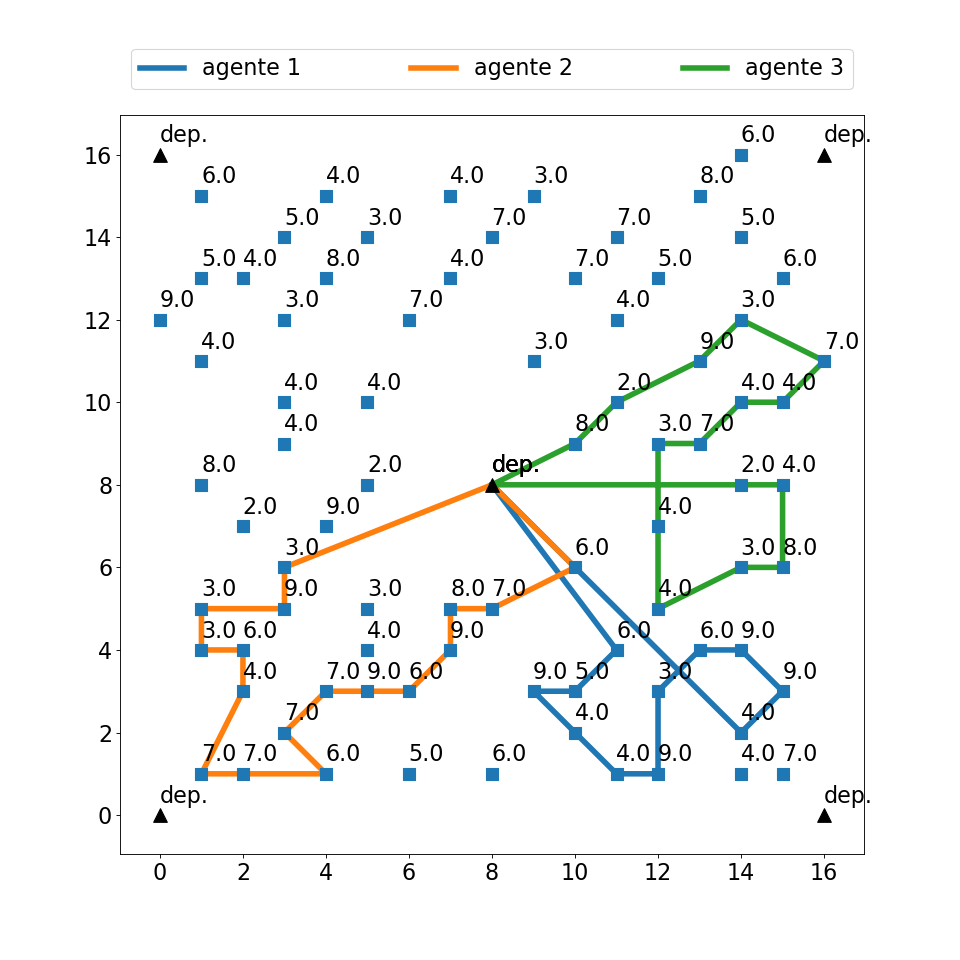 agente 1 agente 2 agente 3
6.0
dep. dep.
16
6.0 4.0 4.0 3.0 8.0
5.0 3.0 7.0 7.0 5.0
14
5.0 4.0 8.0 4.0 7.0 5.0 6.0
9.0 3.0 7.0 4.0 3.0
12
4.0 3.0 9.0 7.0
4.0 4.0 2.0 4.0 4.0
10
4.0 8.0 3.0 7.0
8.0 2.0 dep. 2.0 4.0
8
2.0 9.0 4.0
3.0 6.0 3.0 8.0
6
3.0 9.0 3.0 8.0 7.0 4.0
3.0 6.0 4.0 9.0 6.0 6.0 9.0
4
4.0 7.0 9.0 6.0 9.0 5.0 3.0 9.0
7.0 4.0 4.0
2
7.0 7.0 6.0 5.0 6.0 4.0 9.0 4.0 7.0
dep. dep.
0
0 2 4 6 8 10 12 14 16